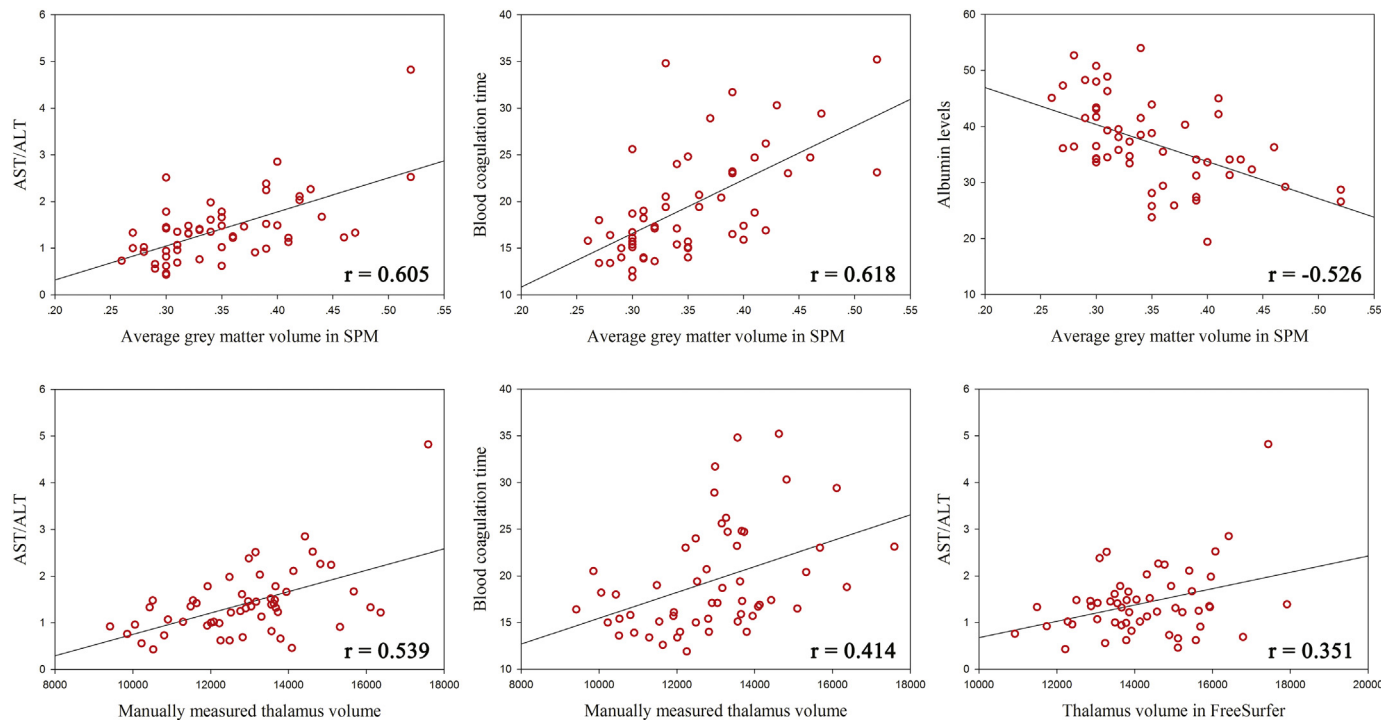 6
5
4
3
2
1
0
AST/ALT
r = 0.605
.20 .25 .30 .35 .40 .45 .50 .55
Average grey matter volume in SPM
40
35
30
25
20
15
10
Blood coagulation time
r = 0.618
.20 .25 .30 .35 .40 .45 .50 .55
Average grey matter volume in SPM
60
50
40
30
20
10
Albumin levels
r = -0.526
.20 .25 .30 .35 .40 .45 .50 .55
Average grey matter volume in SPM
6
5
4
3
2
1
0
AST/ALT
r = 0.539
8000 10000 12000 14000 16000 18000
Manually measured thalamus volume
40
35
30
25
20
15
10
Blood coagulation time
r = 0.414
8000 10000 12000 14000 16000 18000
Manually measured thalamus volume
6
5
4
3
2
1
0
AST/ALT
r = 0.351
10000 12000 14000 16000 18000 20000
Thalamus volume in FreeSurfer